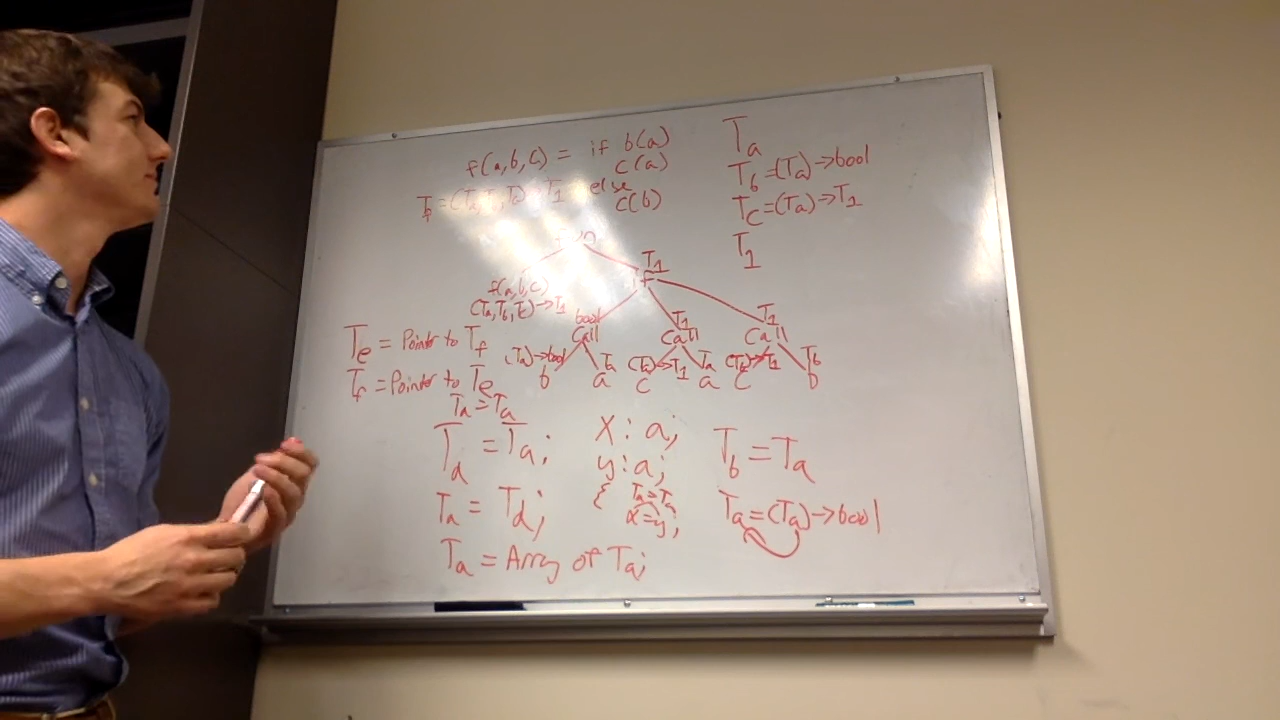 f(a,b,c) = if b(a)
c(a)
else
c(b)
Tf = (Ta, Tb, Tc) → T1
Ta
Tb = (Ta) → bool
Tc = (Ta) → T1
T1
T1
if
f(a,b,c)
(Ta, Tb, Tc) → T1
bool T1 T1
Call Call Call
(Ta) → bool Ta (Ta) → T1 Ta (Ta) → T1 Tb
b a c a c b
Te = Pointer to Tf
Tf = Pointer to Te
Ta = Ta
Td = Ta;
Ta = Td;
Ta = Array of Ta;
x : a;
y : a;
{ Ta = Ta
x = y;
Tb = Ta
Ta = (Ta) → bool